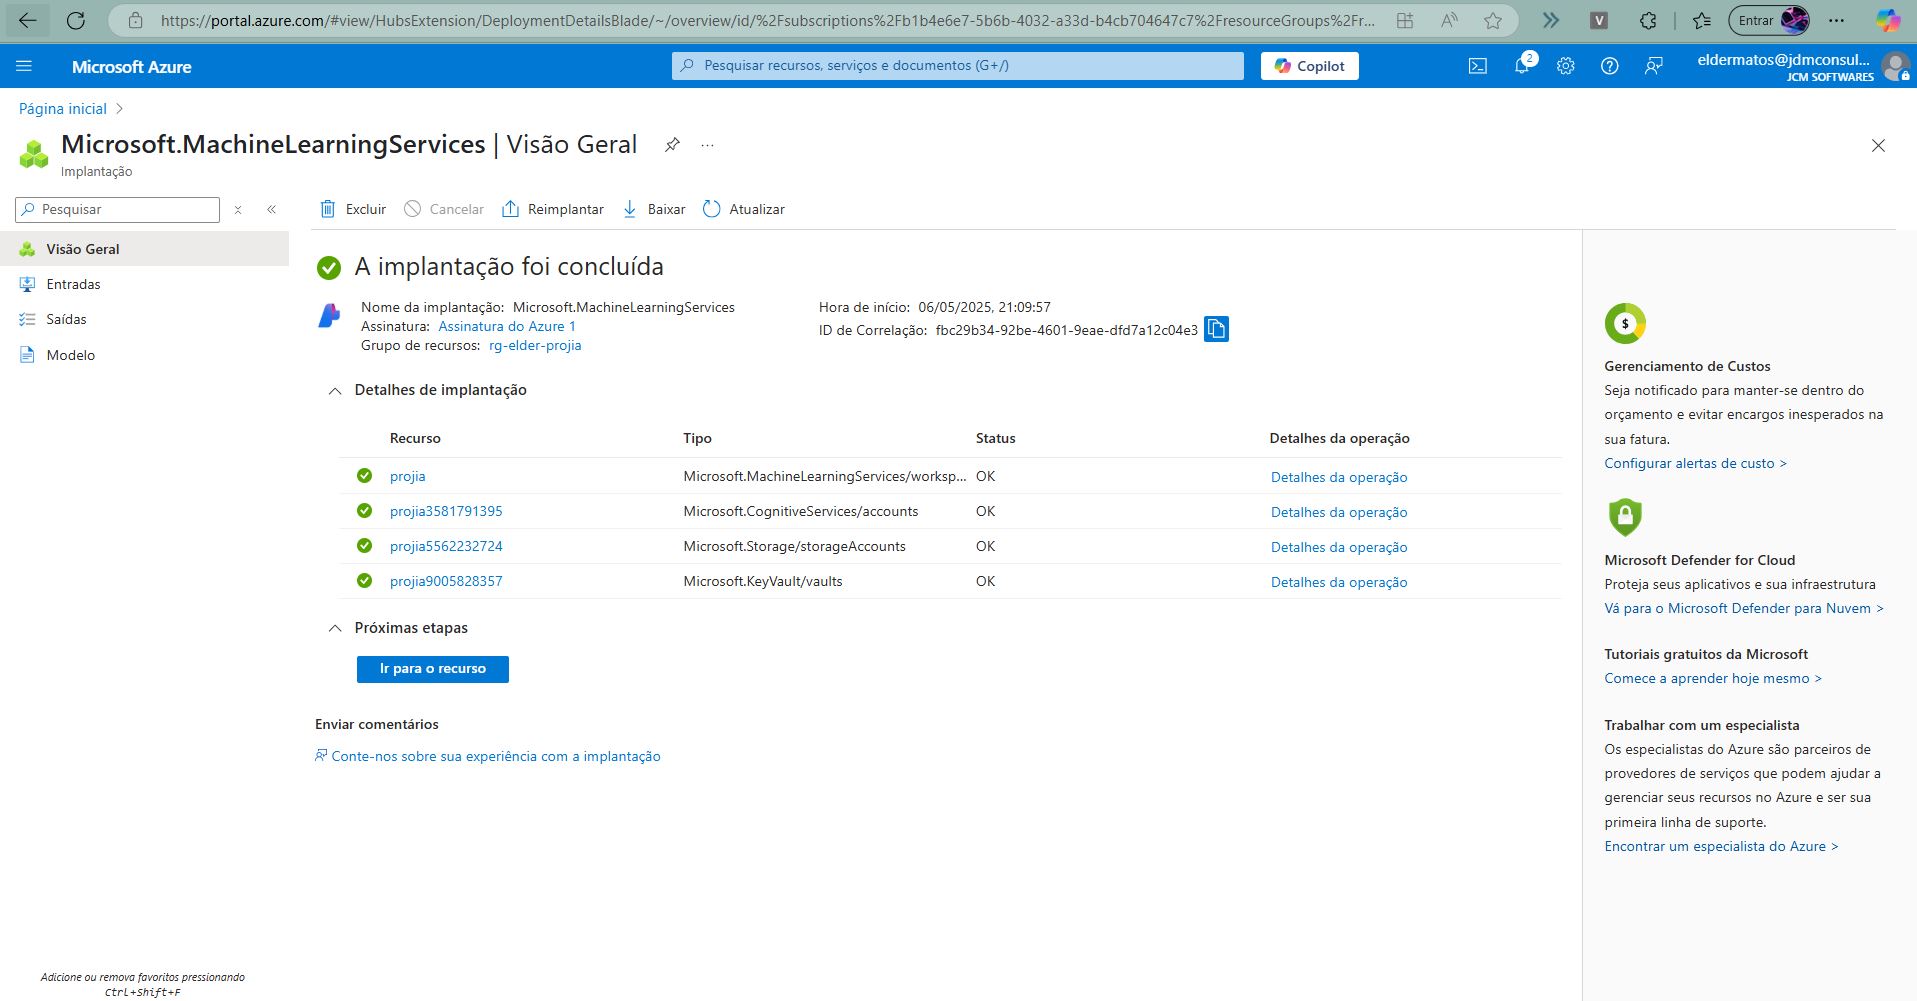 https://portal.azure.com/#view/HubsExtension/DeploymentDetailsBlade/~/overview/id/%2Fsubscriptions%2Fb1b4e6e7-5b6b-4032-a33d-b4cb704647c7%2FresourceGroups%2Fr...
V
Entrar
Microsoft Azure
Pesquisar recursos, serviços e documentos (G+/)
Copilot
2
eldermatos@jdmconsul...
JCM SOFTWARES
Página inicial
Microsoft.MachineLearningServices | Visão Geral
Implantação
Pesquisar
Excluir
Cancelar
Reimplantar
Baixar
Atualizar
Visão Geral
Entradas
Saídas
Modelo
A implantação foi concluída
Nome da implantação: Microsoft.MachineLearningServices
Assinatura: Assinatura do Azure 1
Grupo de recursos: rg-elder-projia
Hora de início: 06/05/2025, 21:09:57
ID de Correlação: fbc29b34-92be-4601-9eae-dfd7a12c04e3
Detalhes de implantação
Recurso Tipo Status Detalhes da operação
projia Microsoft.MachineLearningServices/worksp... OK Detalhes da operação
projia3581791395 Microsoft.CognitiveServices/accounts OK Detalhes da operação
projia5562232724 Microsoft.Storage/storageAccounts OK Detalhes da operação
projia9005828357 Microsoft.KeyVault/vaults OK Detalhes da operação
Próximas etapas
Ir para o recurso
Enviar comentários
Conte-nos sobre sua experiência com a implantação
$
Gerenciamento de Custos
Seja notificado para manter-se dentro do
orçamento e evitar encargos inesperados na
sua fatura.
Configurar alertas de custo >
Microsoft Defender for Cloud
Proteja seus aplicativos e sua infraestrutura
Vá para o Microsoft Defender para Nuvem >
Tutoriais gratuitos da Microsoft
Comece a aprender hoje mesmo >
Trabalhar com um especialista
Os especialistas do Azure são parceiros de
provedores de serviços que podem ajudar a
gerenciar seus recursos no Azure e ser sua
primeira linha de suporte.
Encontrar um especialista do Azure >
Adicione ou remova favoritos pressionando
Ctrl+Shift+F